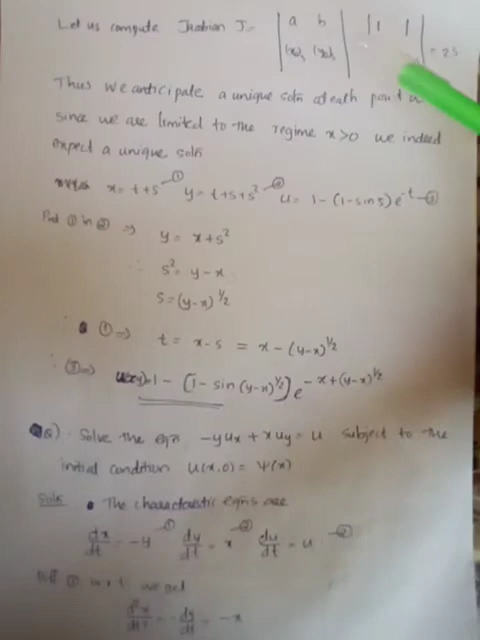 Let us compute Jacobian J = | a b (x₀)ₛ (y₀)ₛ | | 1 1 | = 2s
Thus we anticipate a unique soln at each point
since we are limited to the regime x>0 we indeed
expect a unique soln
x = t+s —① y = t+s+s² —② u = 1-(1-sin s)e^{-t} —③
Put ① in ② ⇒ y = x+s²
∴ s² = y-x
s = (y-x)^{1/2}
∴ ① ⇒ t = x-s = x-(y-x)^{1/2}
∴ ③ ⇒ u(x,y) = 1 - [1-sin(y-x)^{1/2}] e^{-x+(y-x)^{1/2}}
Q). Solve the eqn -yux + xuy = u subject to the
initial condition u(x,0) = ψ(x)
Soln • The characteristic eqns are
dx/dt = -y —① dy/dt = x —② du/dt = u —③
Diff ① w.r.t we get
d²x/dt² = -dy/dt = -x